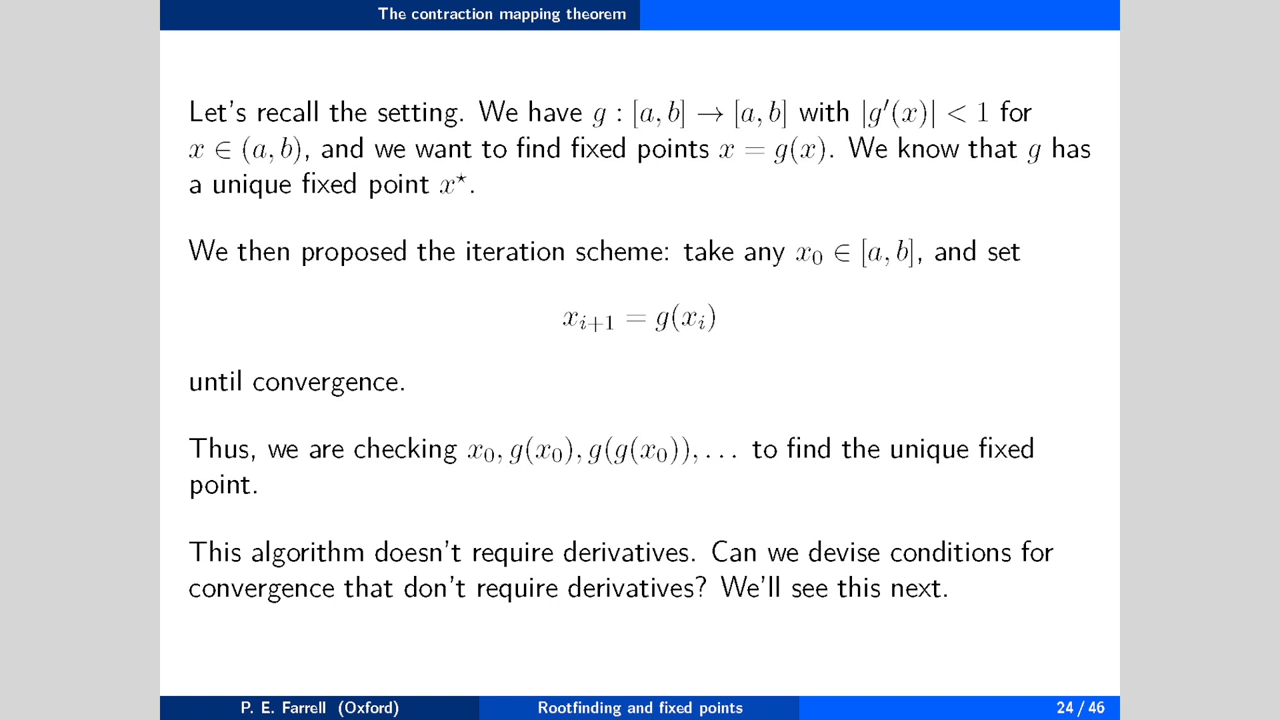 The contraction mapping theorem
Let's recall the setting. We have g : [a, b] → [a, b] with |g′(x)| < 1 for
x ∈ (a, b), and we want to find fixed points x = g(x). We know that g has
a unique fixed point x⋆.
We then proposed the iteration scheme: take any x₀ ∈ [a, b], and set
xᵢ₊₁ = g(xᵢ)
until convergence.
Thus, we are checking x₀, g(x₀), g(g(x₀)), . . . to find the unique fixed
point.
This algorithm doesn't require derivatives. Can we devise conditions for
convergence that don't require derivatives? We'll see this next.
P. E. Farrell (Oxford) Rootfinding and fixed points 24 / 46